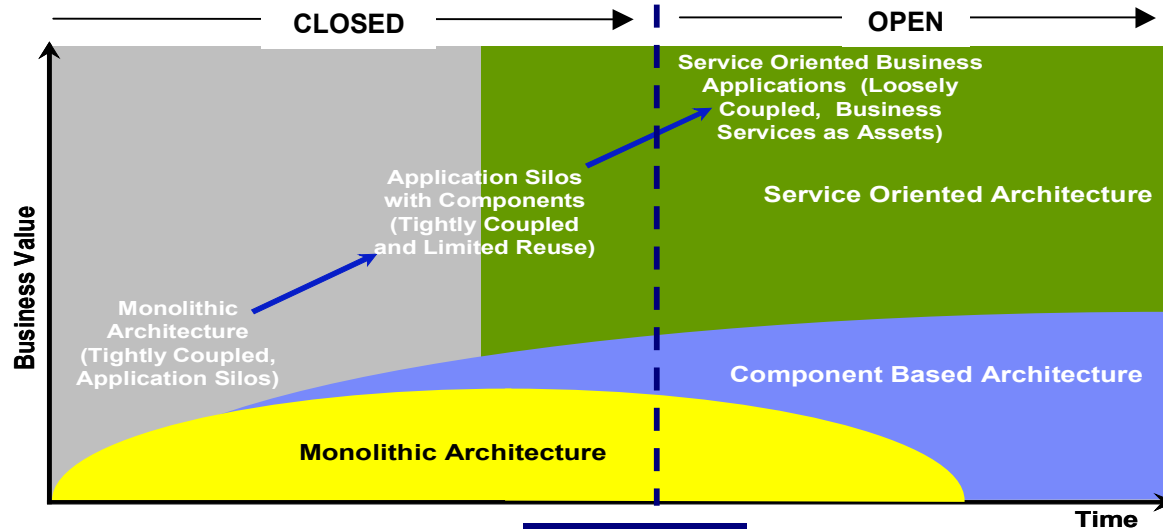 CLOSED
OPEN
Service Oriented Business
Applications (Loosely
Coupled, Business
Services as Assets)
Application Silos
with Components
(Tightly Coupled
and Limited Reuse)
Service Oriented Architecture
Monolithic
Architecture
(Tightly Coupled,
Application Silos)
Component Based Architecture
Monolithic Architecture
Business Value
Time